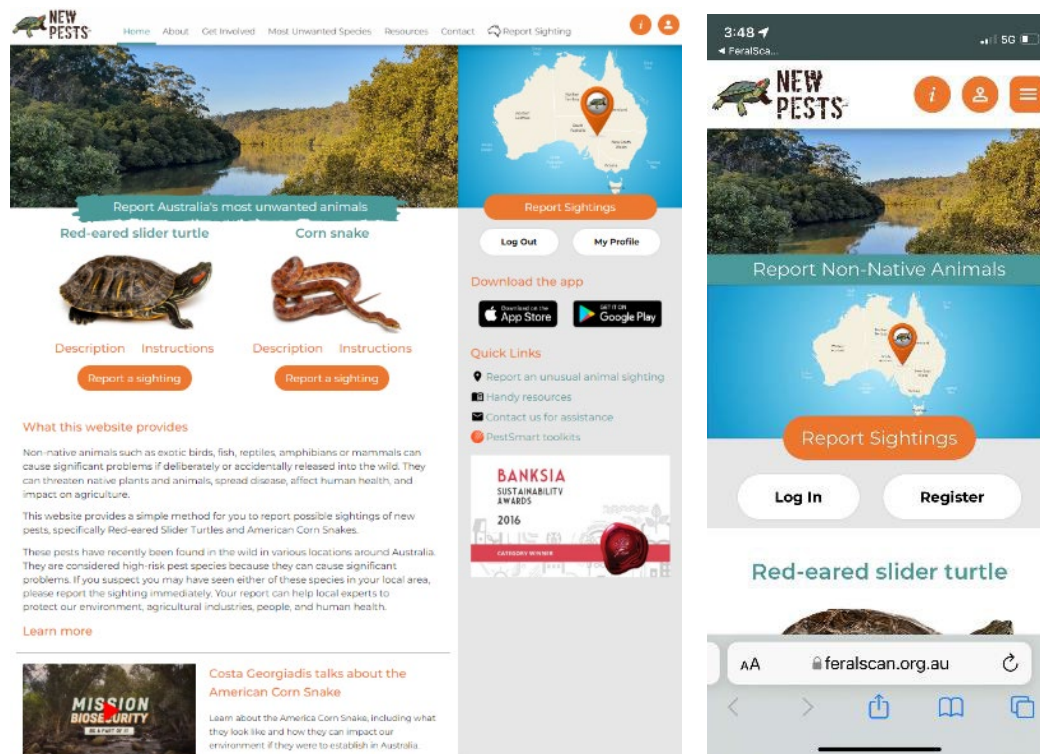 NEW
PESTS
Home About Get Involved Most Unwanted Species Resources Contact Report Sighting
i
Report Australia's most unwanted animals
Red-eared slider turtle
Corn snake
Description Instructions
Description Instructions
Report a sighting
Report a sighting
What this website provides
Non-native animals such as exotic birds, fish, reptiles, amphibians or mammals can
cause significant problems if deliberately or accidentally released into the wild. They
can threaten native plants and animals, spread disease, affect human health, and
impact on agriculture.
This website provides a simple method for you to report possible sightings of new
pests, specifically Red-eared Slider Turtles and American Corn Snakes.
These pests have recently been found in the wild in various locations around Australia.
They are considered high-risk pest species because they can cause significant
problems. If you suspect you may have seen either of these species in your local area,
please report the sighting immediately. Your report can help local experts to
protect our environment, agricultural industries, people, and human health.
Learn more
MISSION
BIOSECURITY
BE A PART OF IT
Costa Georgiadis talks about the
American Corn Snake
Learn about the America Corn Snake, including what
they look like and how they can impact our
environment if they were to establish in Australia.
Report Sightings
Log Out
My Profile
Download the app
Download on the
App Store
GET IT ON
Google Play
Quick Links
Report an unusual animal sighting
Handy resources
Contact us for assistance
PestSmart toolkits
BANKSIA
SUSTAINABILITY
AWARDS
2016
CATEGORY WINNER
3:48
5G
◀ FeralSca...
NEW
PESTS
i
Report Non-Native Animals
Report Sightings
Log In
Register
Red-eared slider turtle
AA
feralscan.org.au